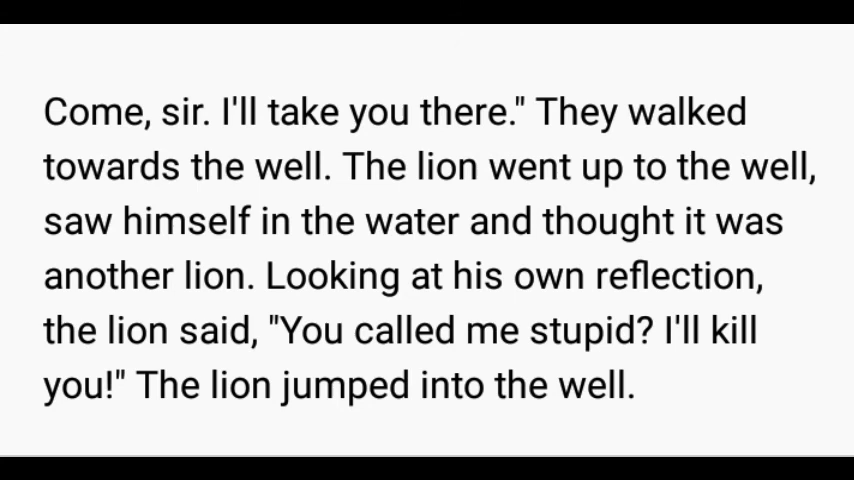 Come, sir. I'll take you there." They walked
towards the well. The lion went up to the well,
saw himself in the water and thought it was
another lion. Looking at his own reflection,
the lion said, "You called me stupid? I'll kill
you!" The lion jumped into the well.